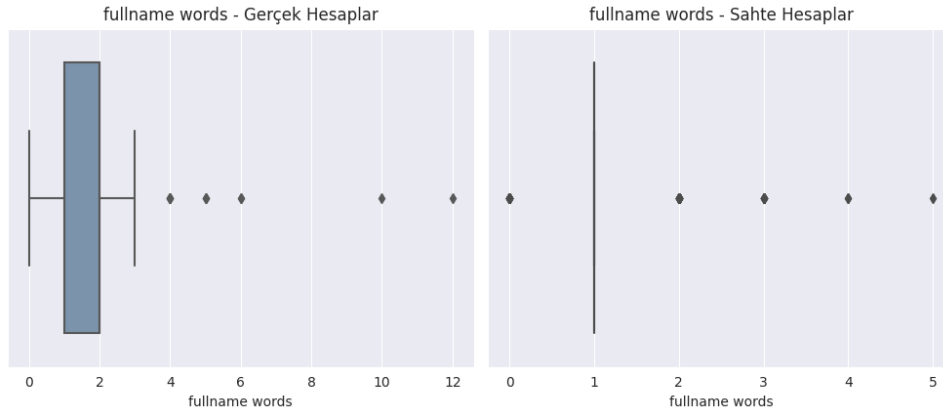 fullname words - Gerçek Hesaplar
0 2 4 6 8 10 12
fullname words
fullname words - Sahte Hesaplar
0 1 2 3 4 5
fullname words